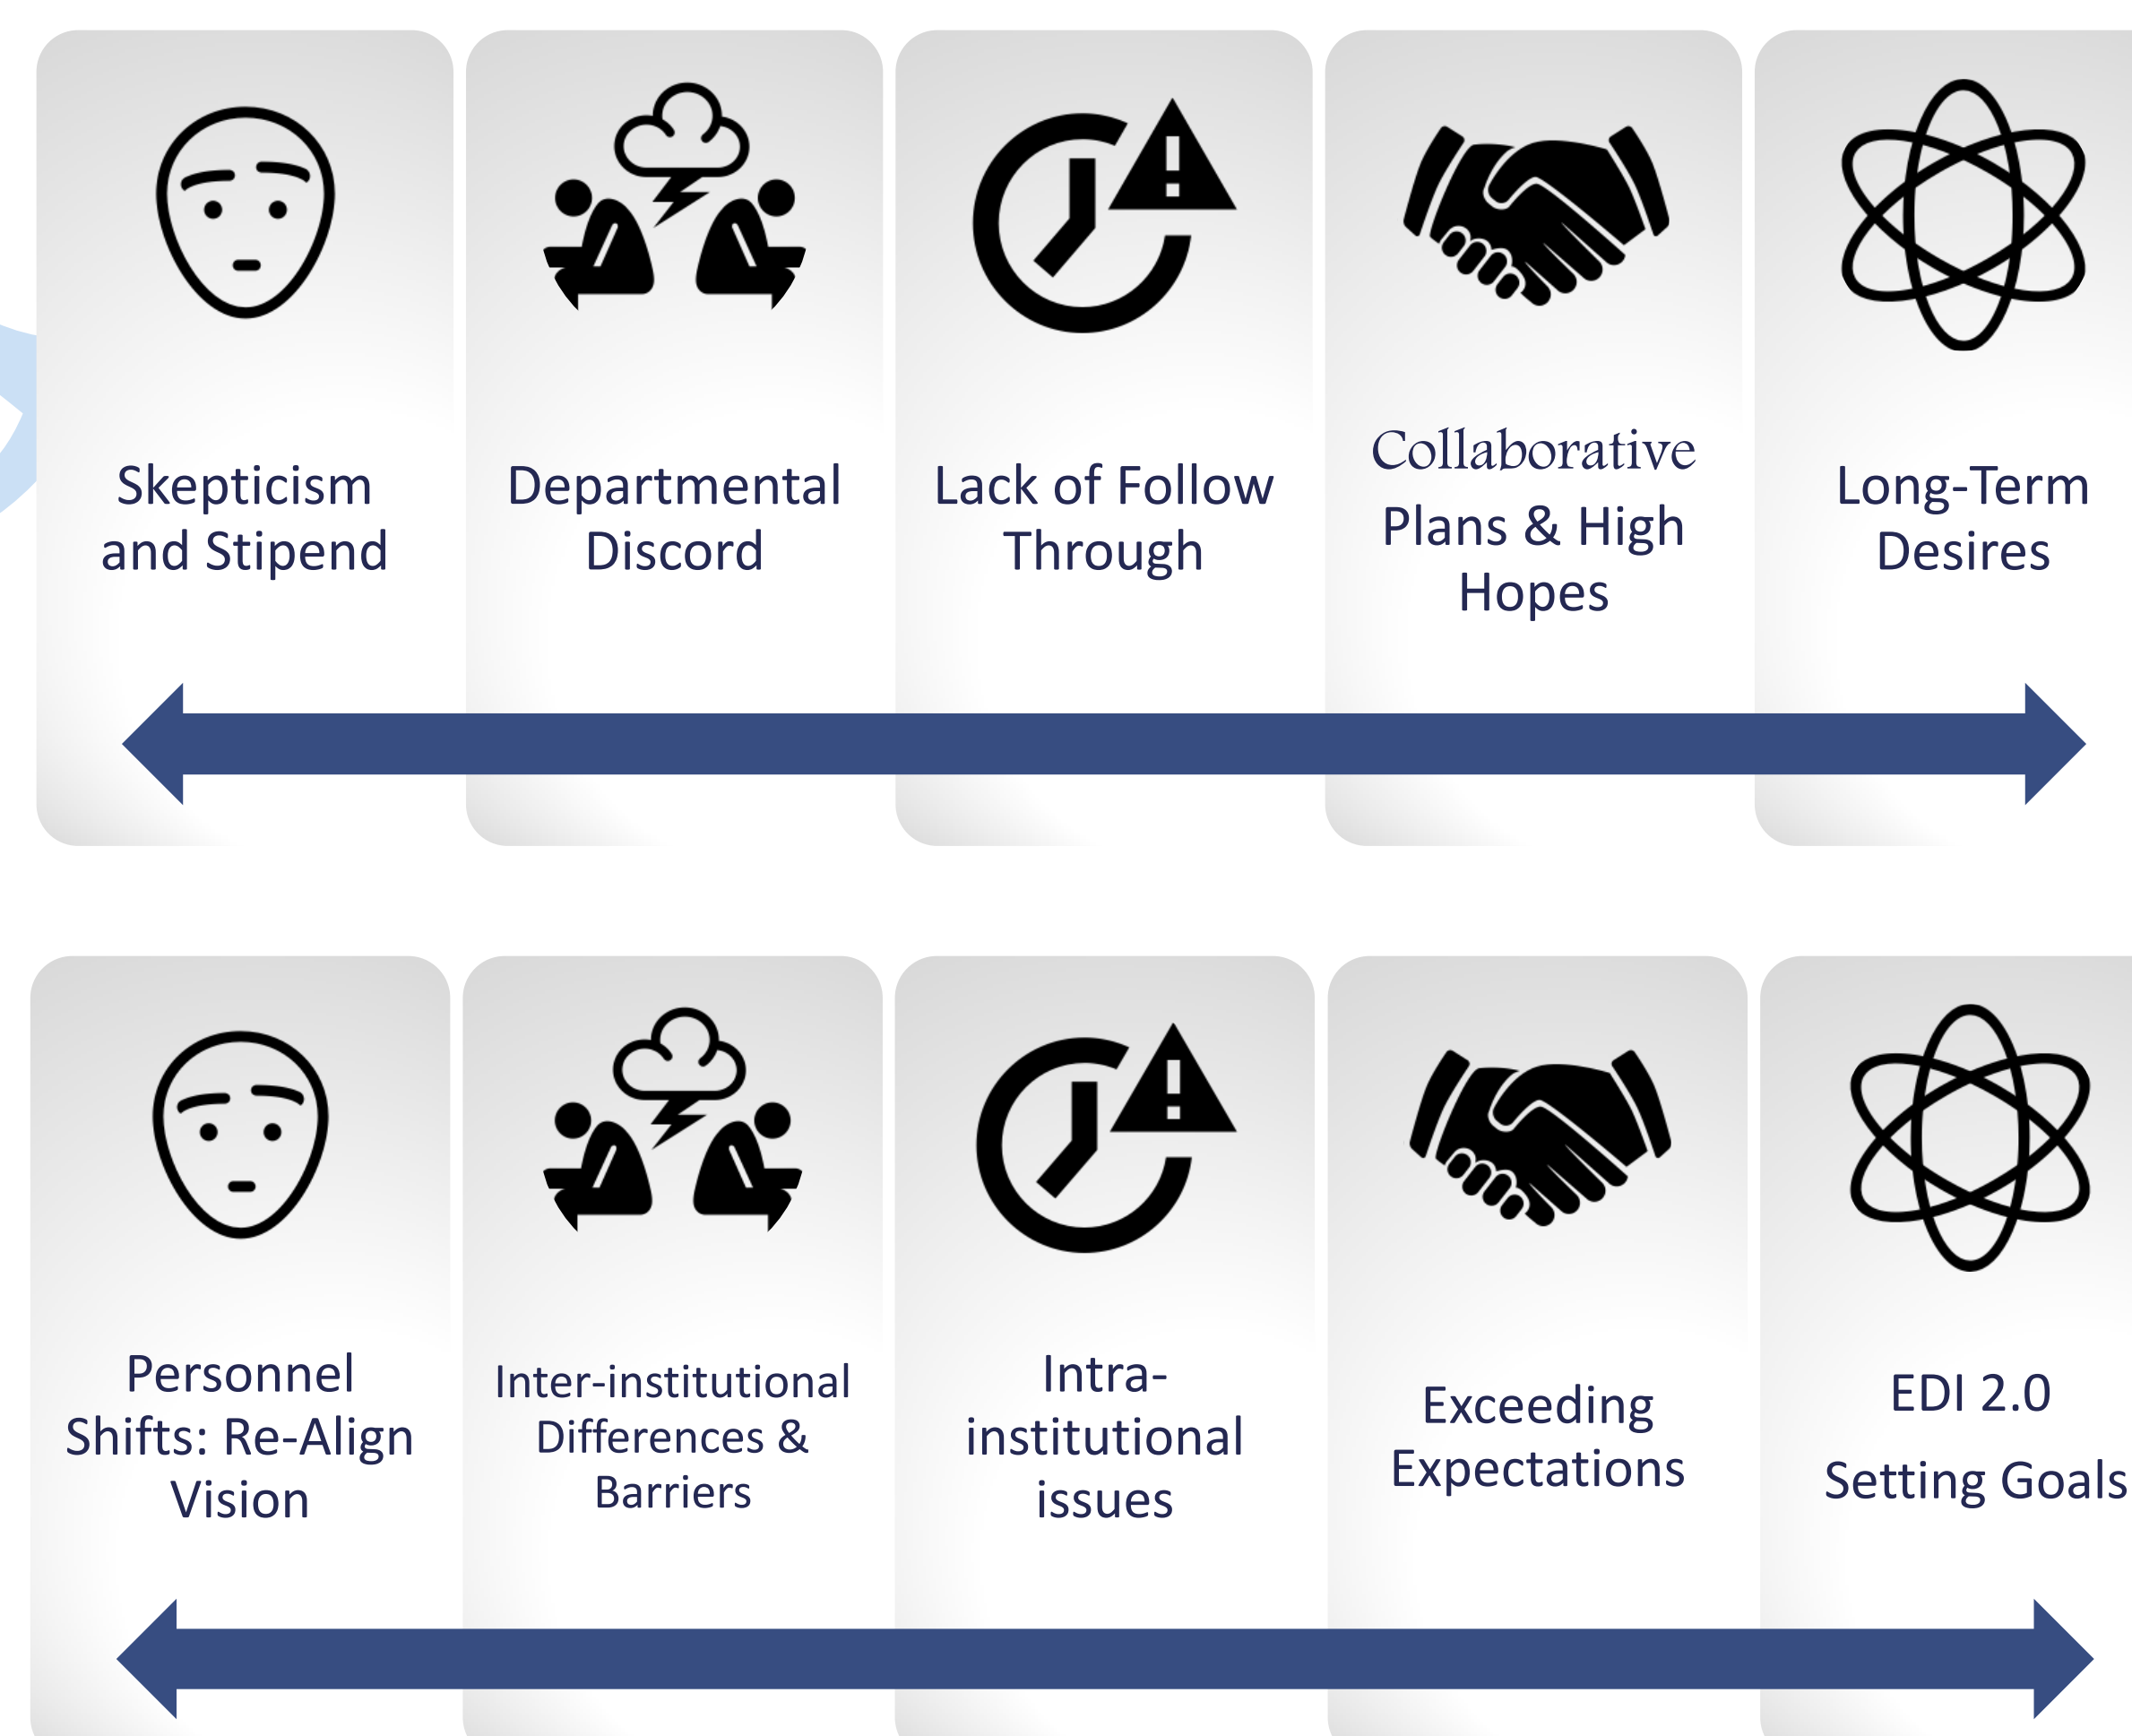 Skepticism
and Stipend
Departmental
Discord
Lack of Follow
Through
Collaborative
Plans & High
Hopes
Long-Term
Desires
Personnel
Shifts: Re-Align
Vision
Inter-institutional
Differences &
Barriers
Intra-
institutional
issues
Exceeding
Expectations
EDI 2.0
Setting Goals